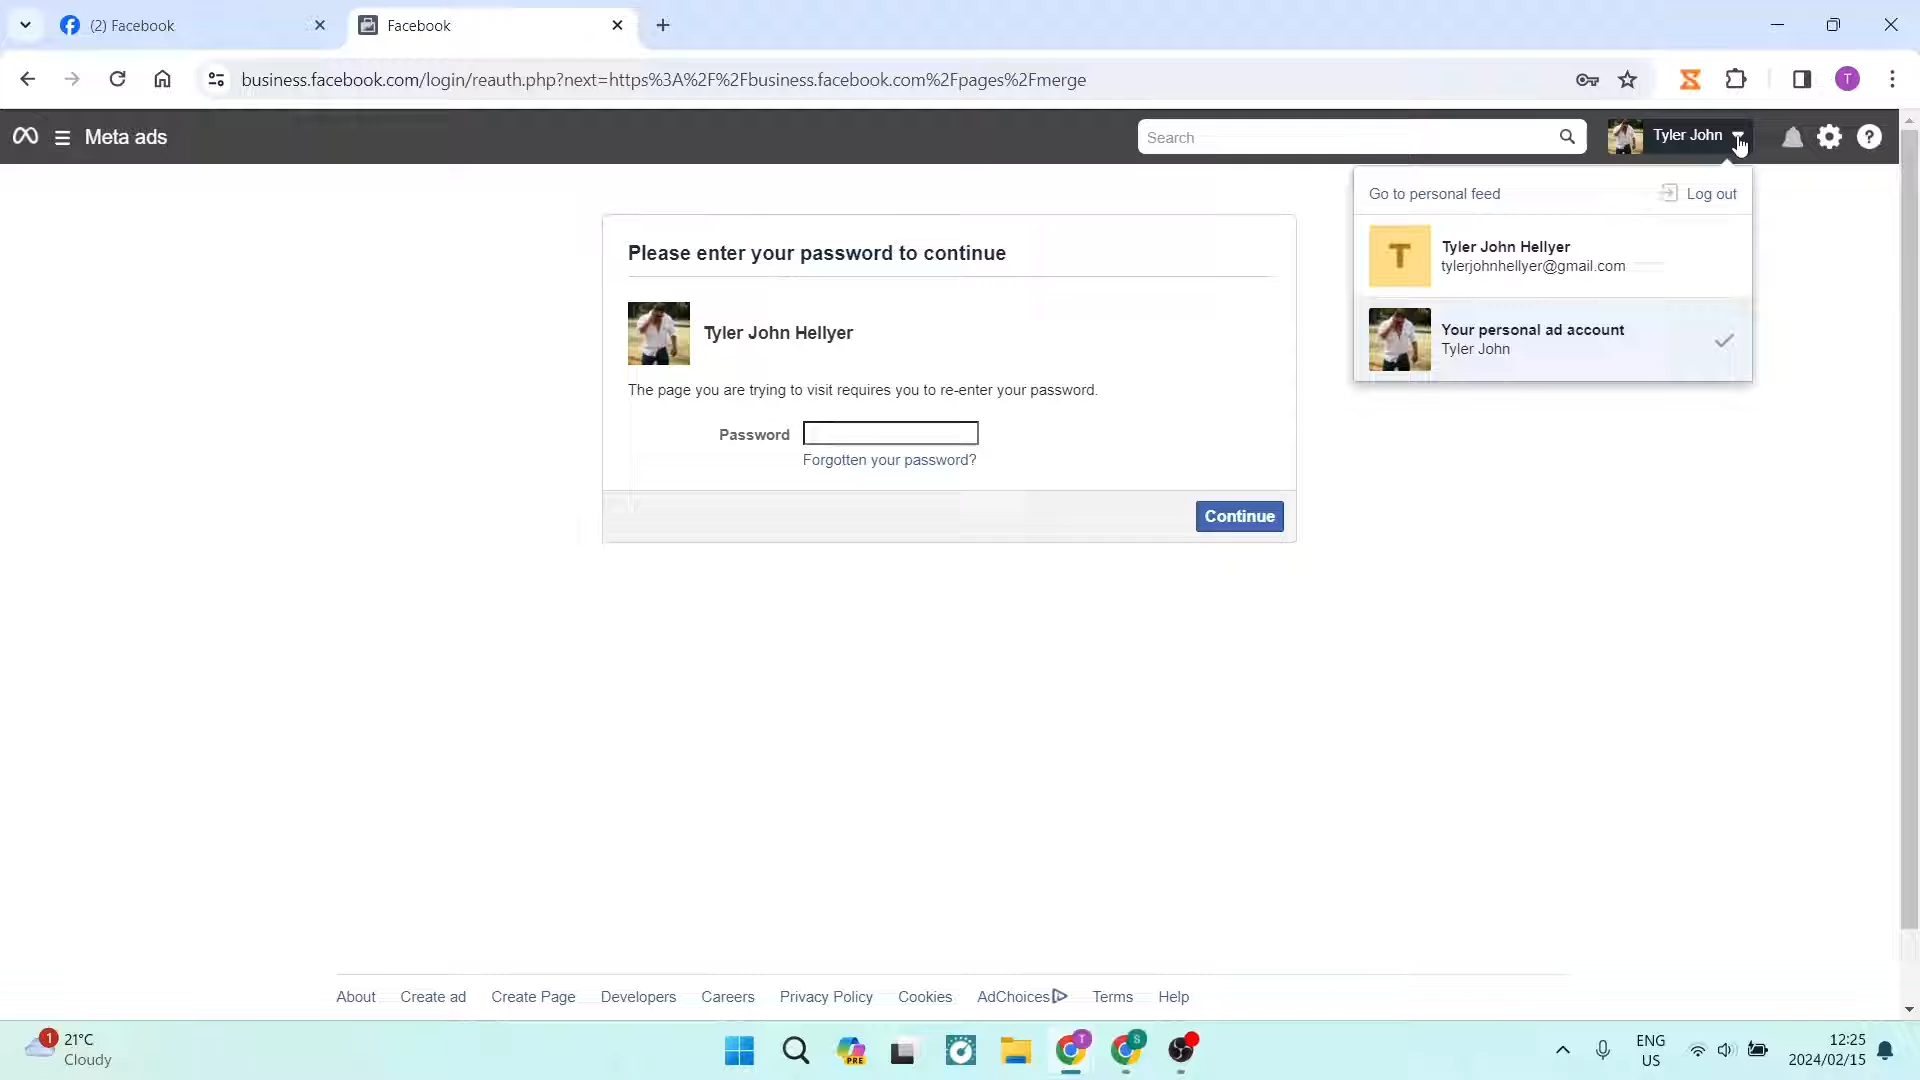 (2) Facebook
Facebook
business.facebook.com/login/reauth.php?next=https%3A%2F%2Fbusiness.facebook.com%2Fpages%2Fmerge
T
Meta ads
Search
Tyler John
Go to personal feed
Log out
T
Tyler John Hellyer
tylerjohnhellyer@gmail.com
Your personal ad account
Tyler John
Please enter your password to continue
Tyler John Hellyer
The page you are trying to visit requires you to re-enter your password.
Password
Forgotten your password?
Continue
About Create ad Create Page Developers Careers Privacy Policy Cookies AdChoices Terms Help
1
21°C
Cloudy
PRE
T
S
ENG
US
12:25
2024/02/15